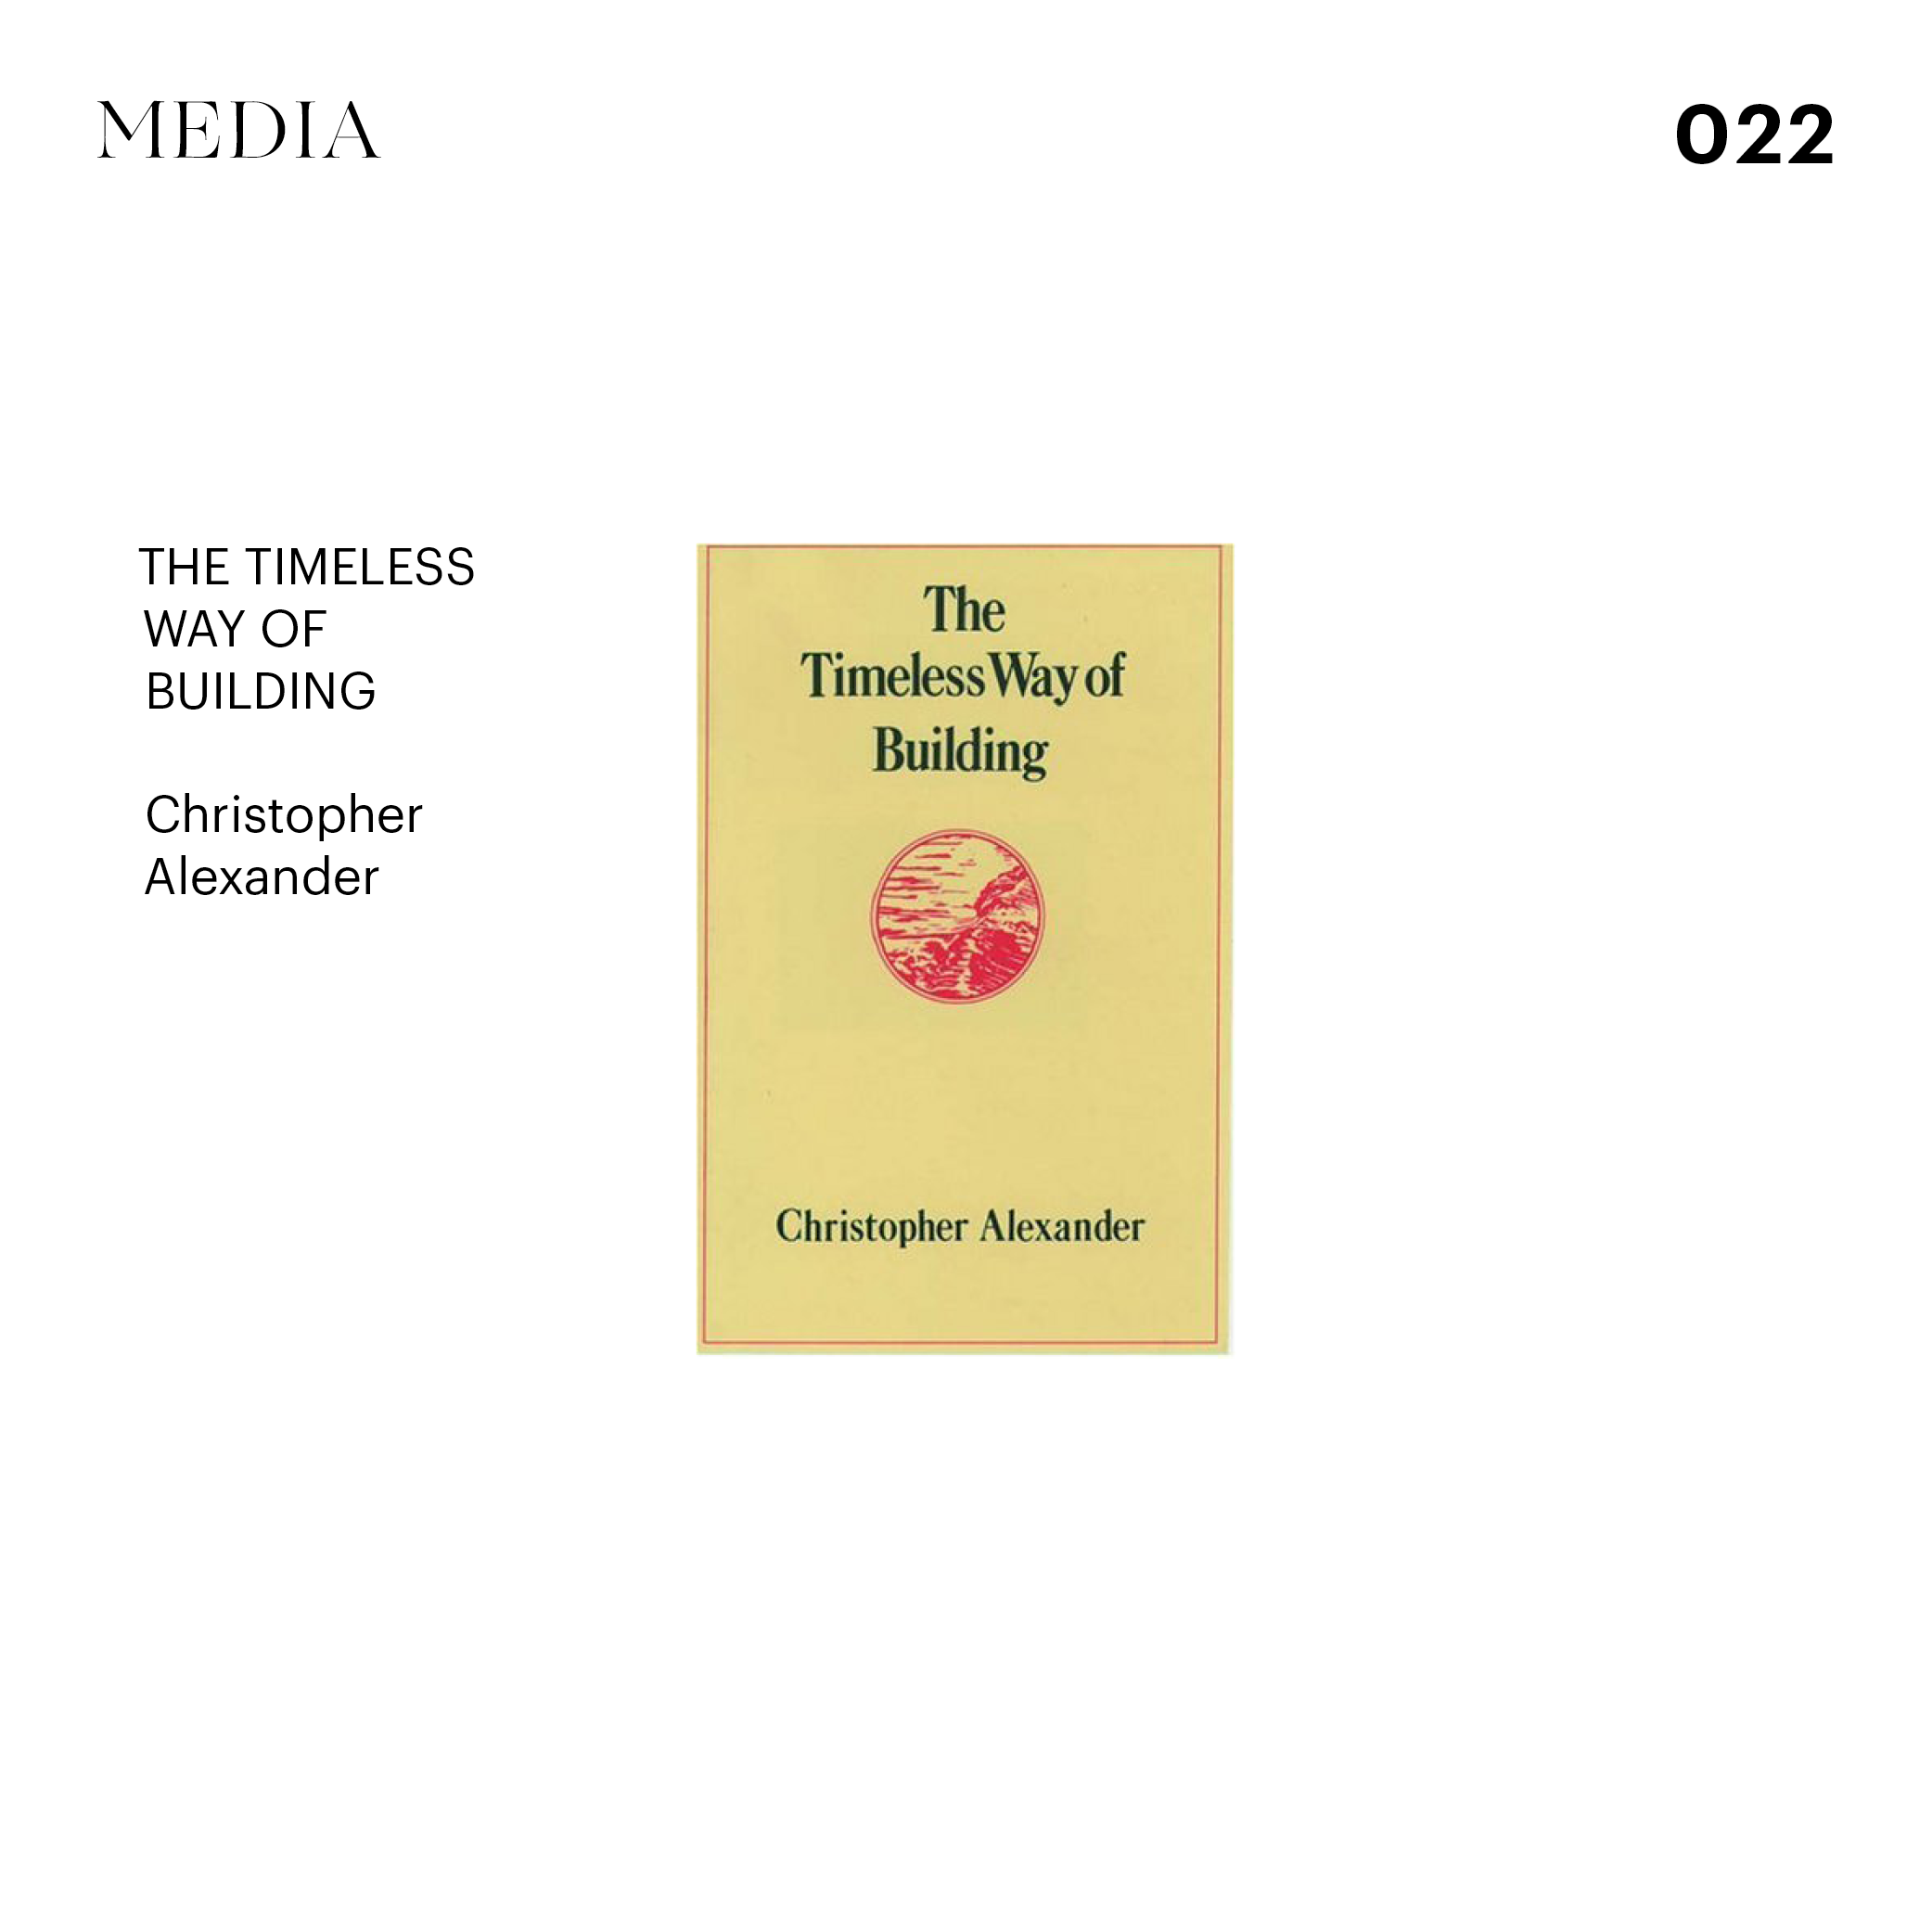 MEDIA
022
THE TIMELESS
WAY OF
BUILDING
Christopher
Alexander
The
Timeless Way of
Building
Christopher Alexander